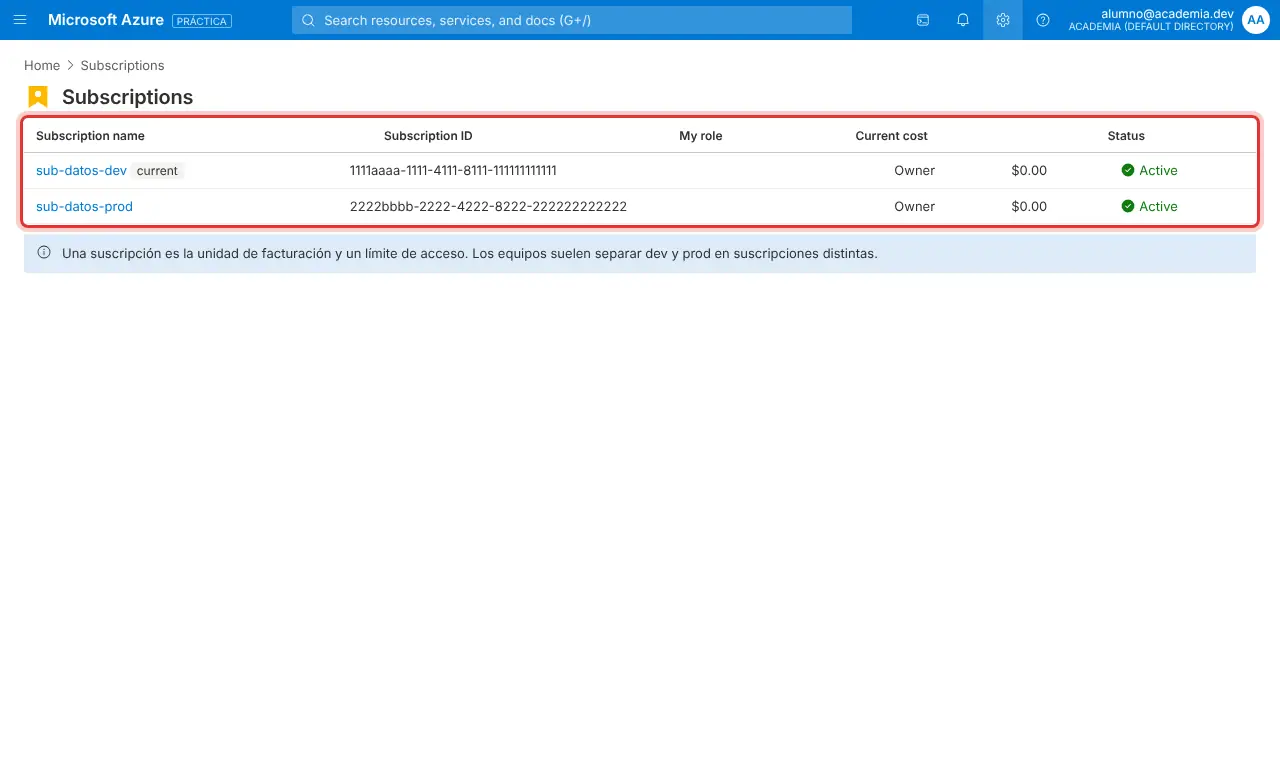 Microsoft Azure PRÁCTICA Search resources, services, and docs (G+/) alumno@academia.dev
ACADEMIA (DEFAULT DIRECTORY) AA
Home Subscriptions
Subscriptions
Subscription name Subscription ID My role Current cost Status
sub-datos-dev current 1111aaaa-1111-4111-8111-111111111111 Owner $0.00 Active
sub-datos-prod 2222bbbb-2222-4222-8222-222222222222 Owner $0.00 Active
Una suscripción es la unidad de facturación y un límite de acceso. Los equipos suelen separar dev y prod en suscripciones distintas.